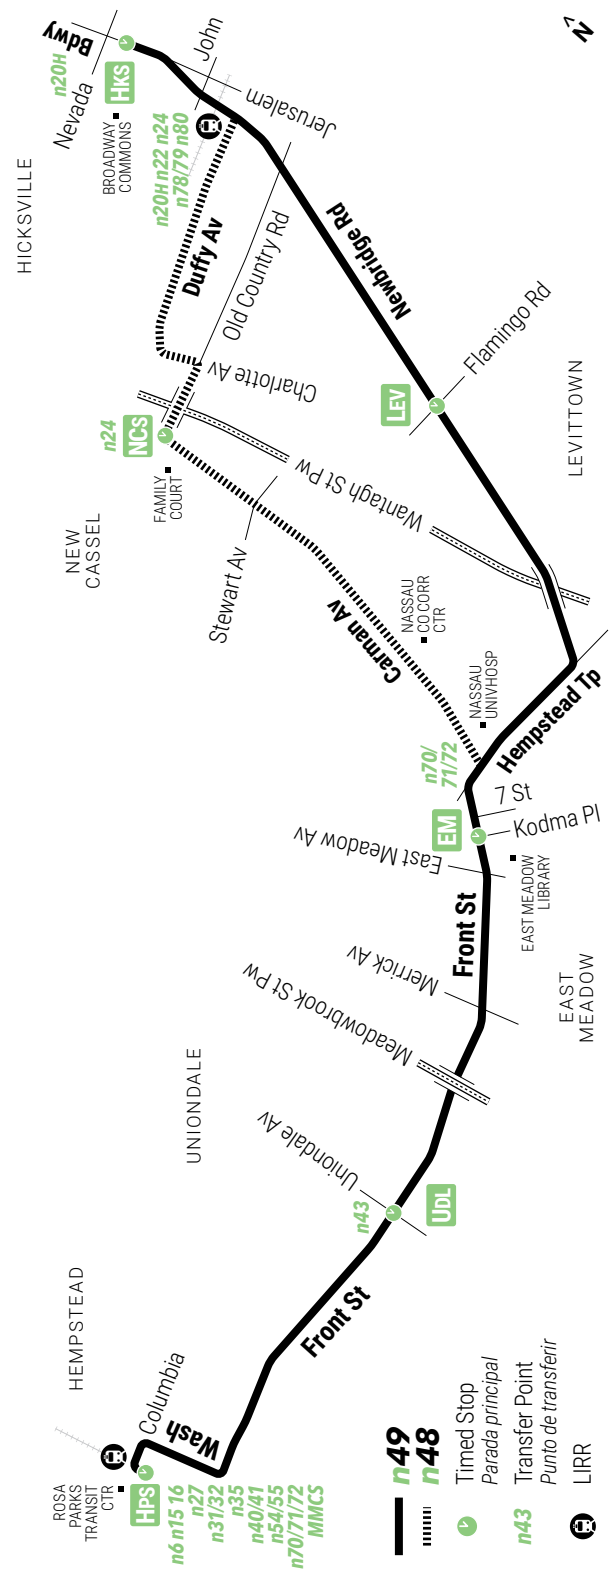 HICKSVILLE
n20H
Nevada
Bdwy
HKS
BROADWAY
COMMONS
John
Jerusalem
n20H n22 n24
n78/79 n80
Duffy Av
Old Country Rd
Charlotte Av
n24
NCS
FAMILY
COURT
NEW
CASSEL
Stewart Av
Wantagh St Pw
Newbridge Rd
LEV
Flamingo Rd
LEVITTOWN
Carman Av
NASSAU
CO CORR
CTR
NASSAU
UNIVHOSP
Hempstead Tp
n70/
71/72
7 St
EM
Kodma Pl
East Meadow Av
EAST MEADOW
LIBRARY
Front St
Merrick Av
EAST
MEADOW
Meadowbrook St Pw
UNIONDALE
Uniondale Av
n43
UDL
Front St
HEMPSTEAD
Columbia
Wash
ROSA
PARKS
TRANSIT
CTR
HPS
n6 n15 16
n27
n31/32
n35
n40/41
n54/55
n70/71/72
MMCS
n49
n48
Timed Stop
Parada principal
n43
Transfer Point
Punto de transferir
LIRR
N